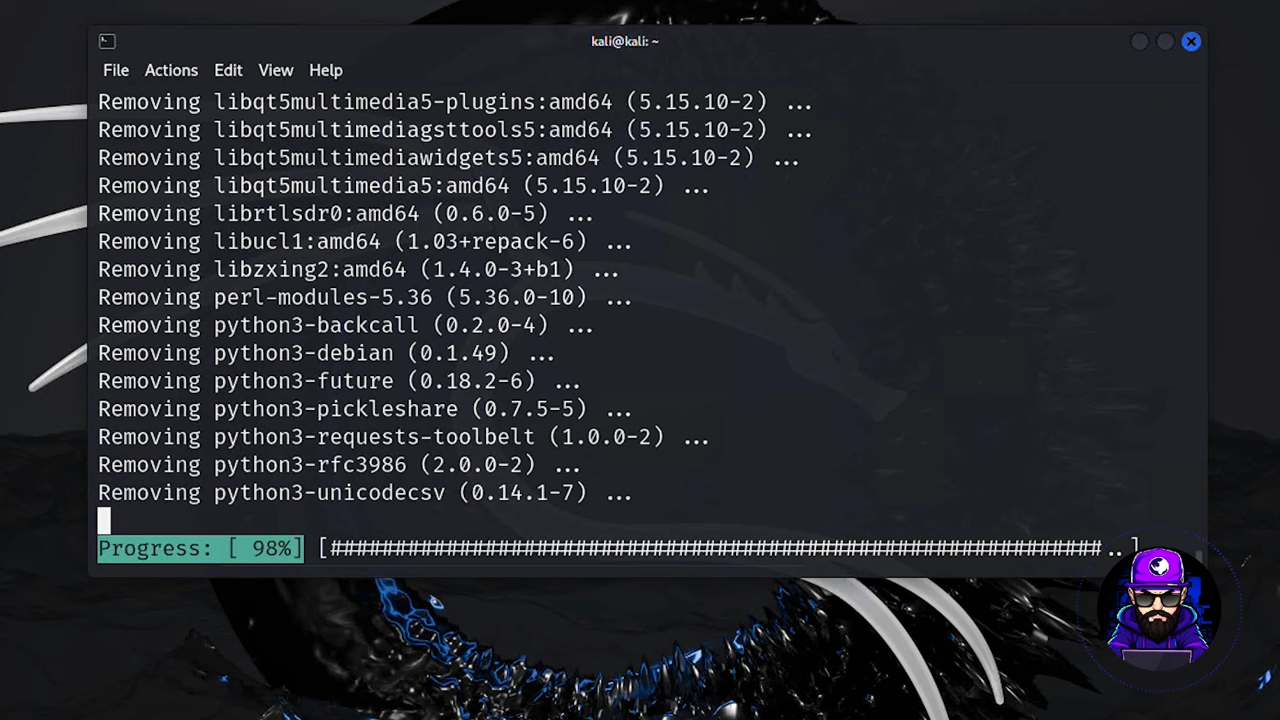 kali@kali: ~
File Actions Edit View Help
Removing libqt5multimedia5-plugins:amd64 (5.15.10-2) ...
Removing libqt5multimediagsttools5:amd64 (5.15.10-2) ...
Removing libqt5multimediawidgets5:amd64 (5.15.10-2) ...
Removing libqt5multimedia5:amd64 (5.15.10-2) ...
Removing librtlsdr0:amd64 (0.6.0-5) ...
Removing libucl1:amd64 (1.03+repack-6) ...
Removing libzxing2:amd64 (1.4.0-3+b1) ...
Removing perl-modules-5.36 (5.36.0-10) ...
Removing python3-backcall (0.2.0-4) ...
Removing python3-debian (0.1.49) ...
Removing python3-future (0.18.2-6) ...
Removing python3-pickleshare (0.7.5-5) ...
Removing python3-requests-toolbelt (1.0.0-2) ...
Removing python3-rfc3986 (2.0.0-2) ...
Removing python3-unicodecsv (0.14.1-7) ...
Progress: [ 98%] [############################################################..]